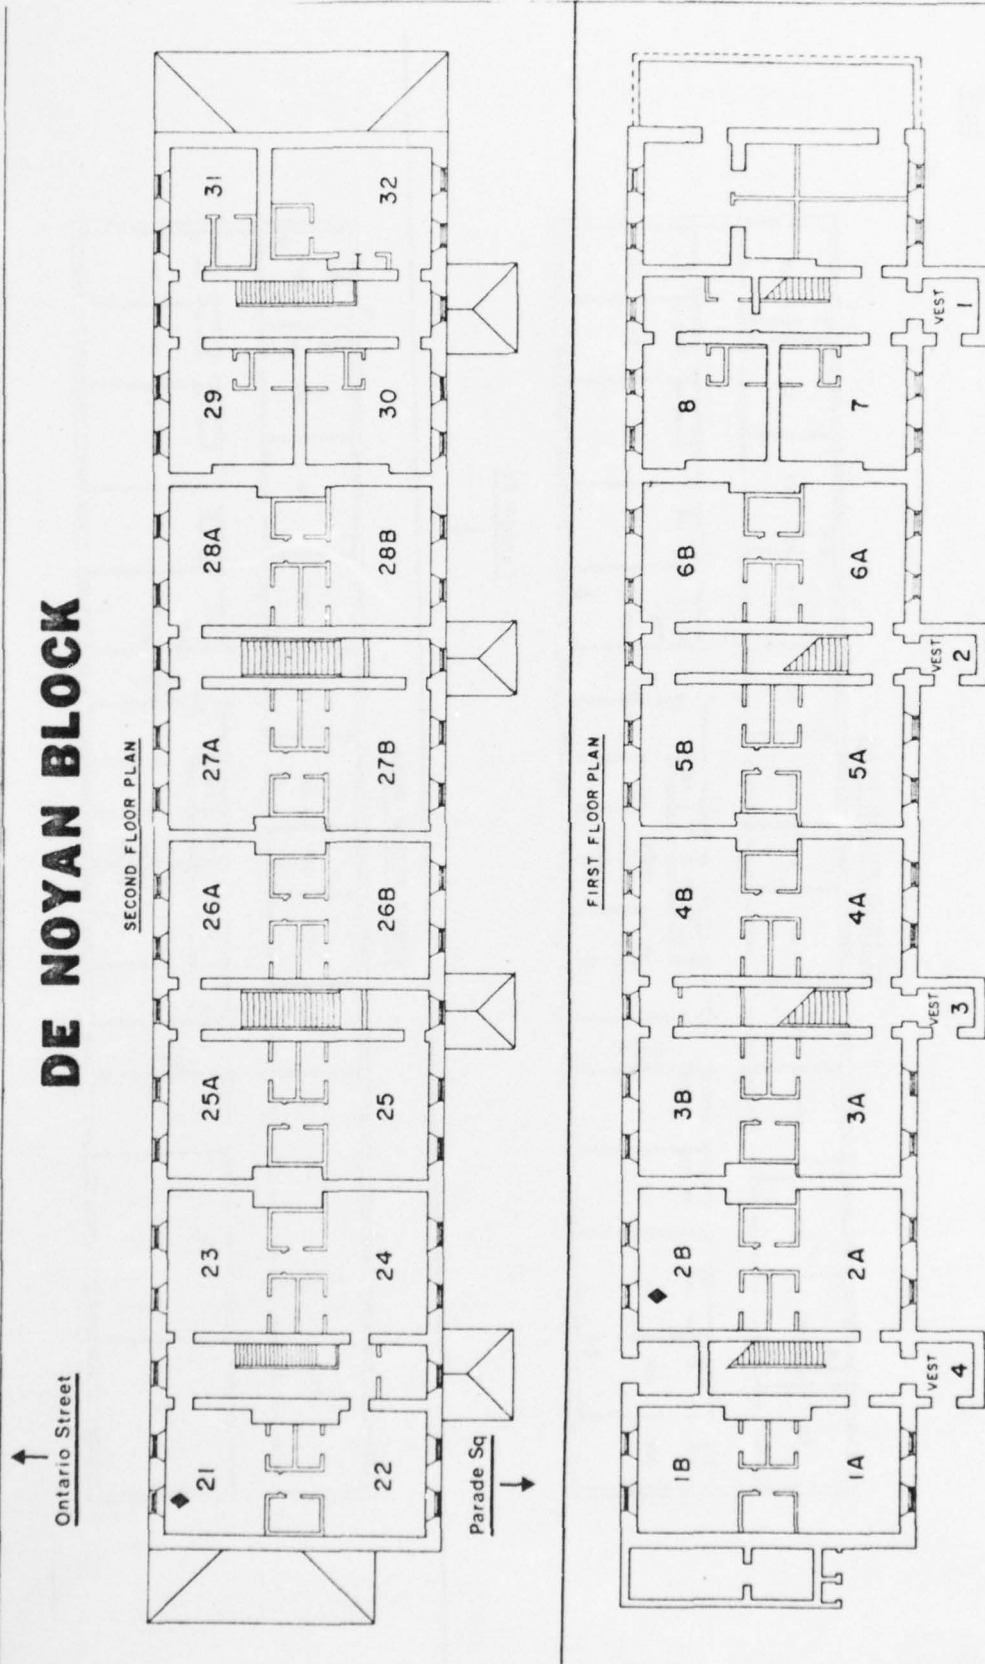 DE NOYAN BLOCK
Ontario Street
SECOND FLOOR PLAN
21 23 25A 26A 27A 28A 29 31
22 24 25 26B 27B 28B 30 32
Parade Sq
FIRST FLOOR PLAN
1B 2B 3B 4B 5B 6B 8
1A 2A 3A 4A 5A 6A 7
VEST VEST VEST VEST
4 3 2 1